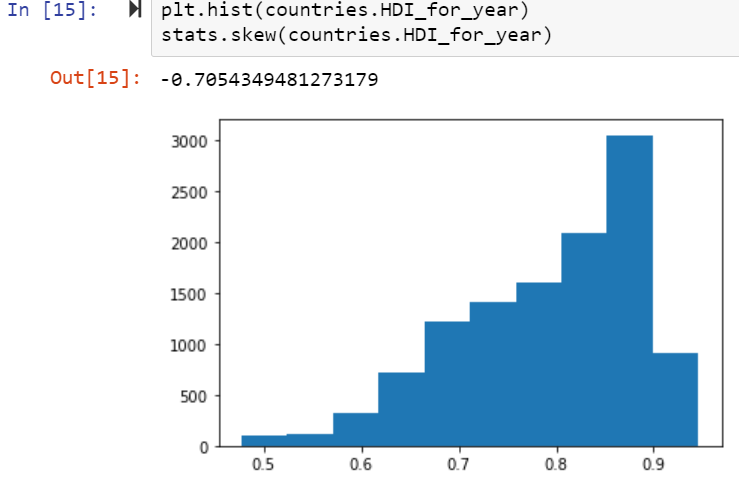 In [15]: plt.hist(countries.HDI_for_year)
stats.skew(countries.HDI_for_year)
Out[15]: -0.7054349481273179
3000
2500
2000
1500
1000
500
0
0.5 0.6 0.7 0.8 0.9